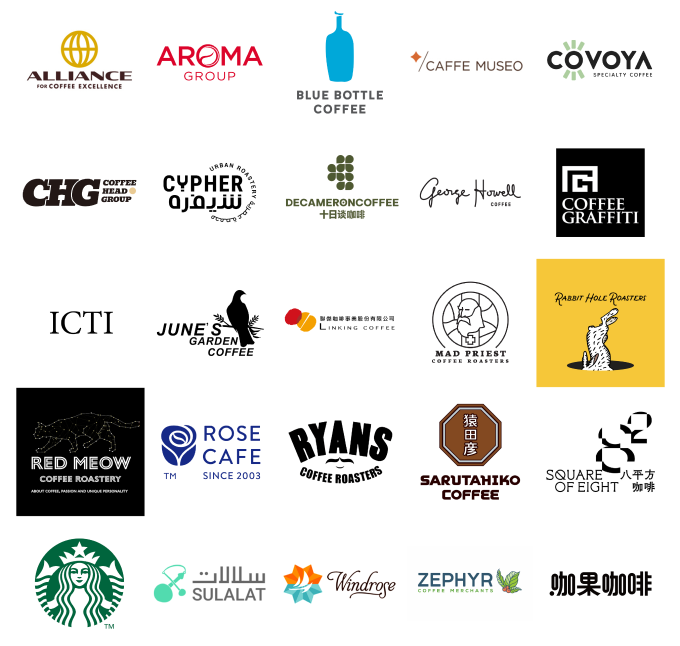 ALLIANCE
FOR COFFEE EXCELLENCE
AROMA
GROUP
BLUE BOTTLE
COFFEE
CAFFE MUSEO
COVOYA
SPECIALTY COFFEE
CHG COFFEE
HEAD
GROUP
URBAN ROASTERY
CYPHER
شيفره
DECAMERONCOFFEE
十日谈咖啡
George Howell
COFFEE
COFFEE
GRAFFITI
ICTI
JUNE'S
GARDEN
COFFEE
聯傑咖啡事業股份有限公司
LINKING COFFEE
MAD PRIEST
COFFEE ROASTERS
RABBIT HOLE ROASTERS
RED MEOW
COFFEE ROASTERY
ABOUT COFFEE, PASSION AND UNIQUE PERSONALITY
ROSE
CAFE
TM SINCE 2003
RYANS
COFFEE ROASTERS
猿田彦
SARUTAHIKO
COFFEE
SQUARE
OF EIGHT
八平方
咖啡
TM
سلالات
SULALAT
Windrose
ZEPHYR
COFFEE MERCHANTS
咖果咖啡